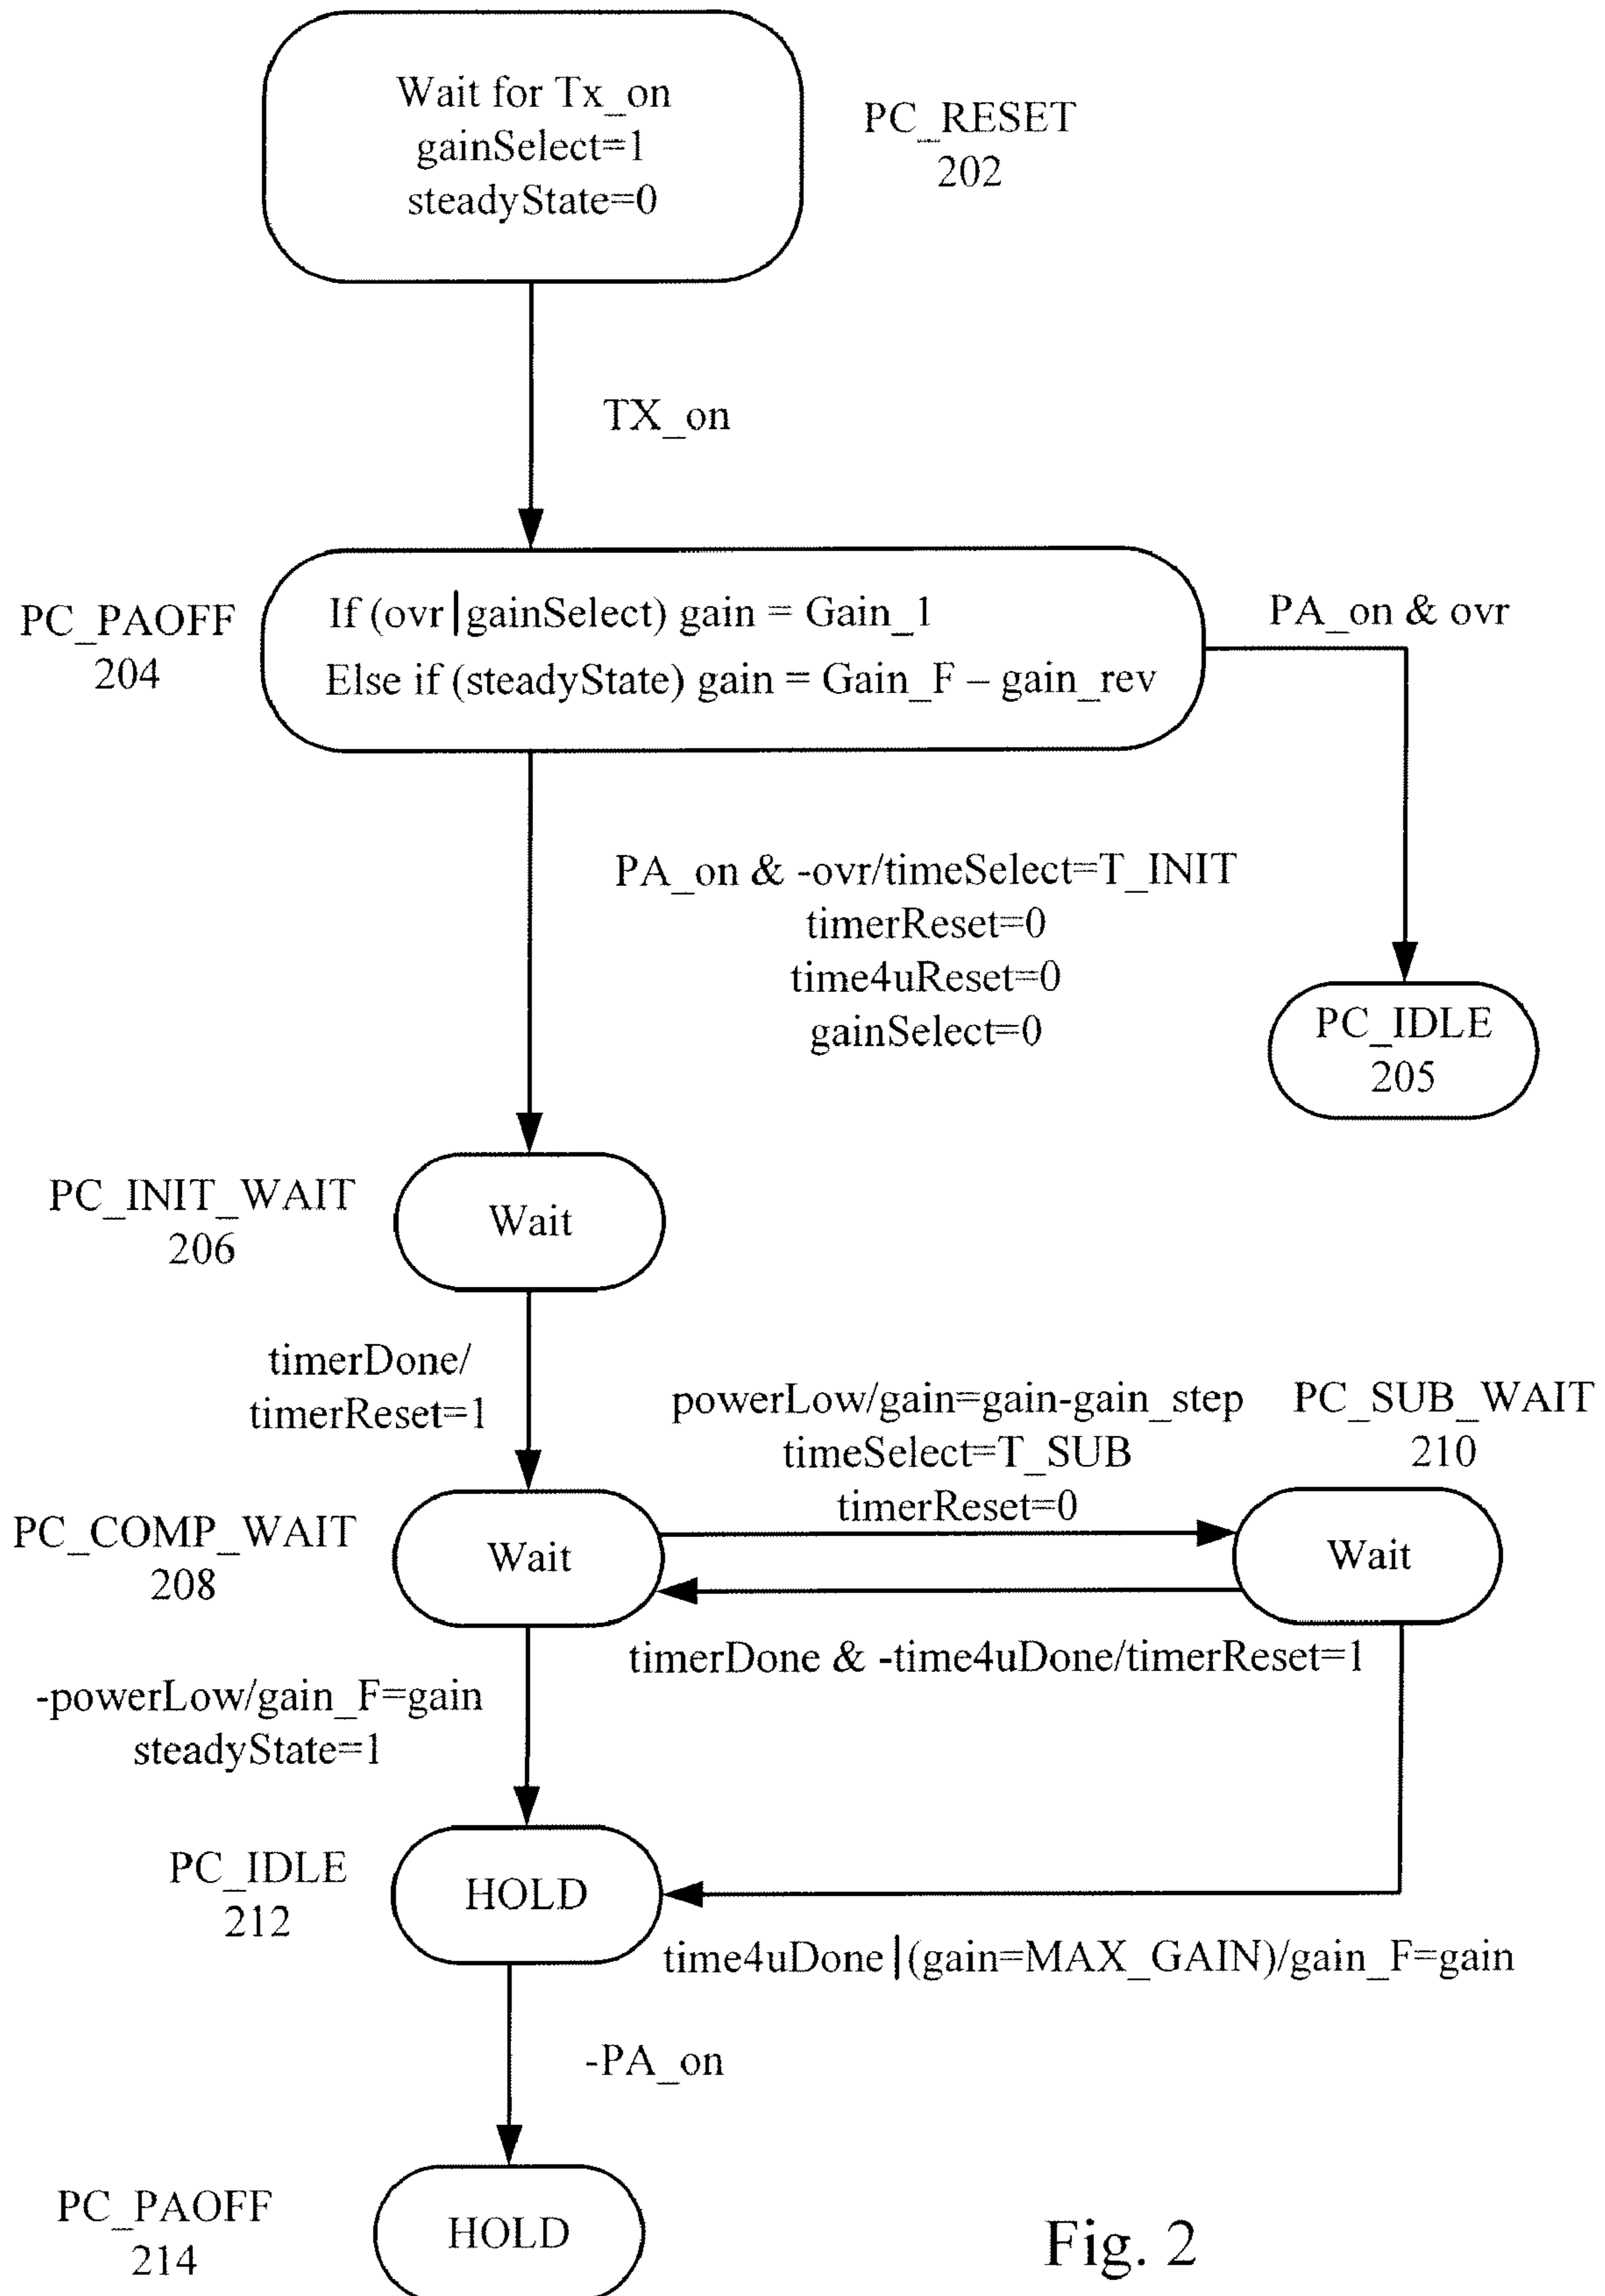 Wait for Tx_on
gainSelect=1
steadyState=0
PC_RESET
202
TX_on
PC_PAOFF
204
If (ovr|gainSelect) gain = Gain_1
Else if (steadyState) gain = Gain_F – gain_rev
PA_on & ovr
PA_on & -ovr/timeSelect=T_INIT
timerReset=0
time4uReset=0
gainSelect=0
PC_IDLE
205
PC_INIT_WAIT
206
Wait
timerDone/
timerReset=1
powerLow/gain=gain-gain_step
timeSelect=T_SUB
timerReset=0
PC_SUB_WAIT
210
PC_COMP_WAIT
208
Wait
Wait
timerDone & -time4uDone/timerReset=1
-powerLow/gain_F=gain
steadyState=1
PC_IDLE
212
HOLD
time4uDone|(gain=MAX_GAIN)/gain_F=gain
-PA_on
PC_PAOFF
214
HOLD
Fig. 2